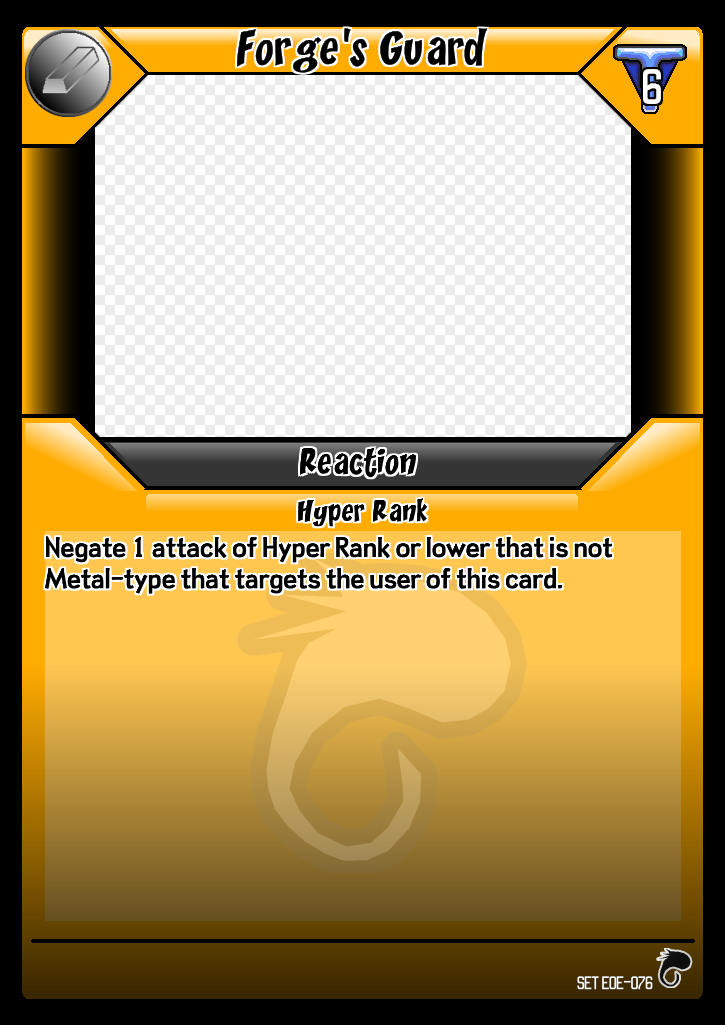 Forge's Guard
6
Reaction
Hyper Rank
Negate 1 attack of Hyper Rank or lower that is not
Metal-type that targets the user of this card.
SET EOE-076